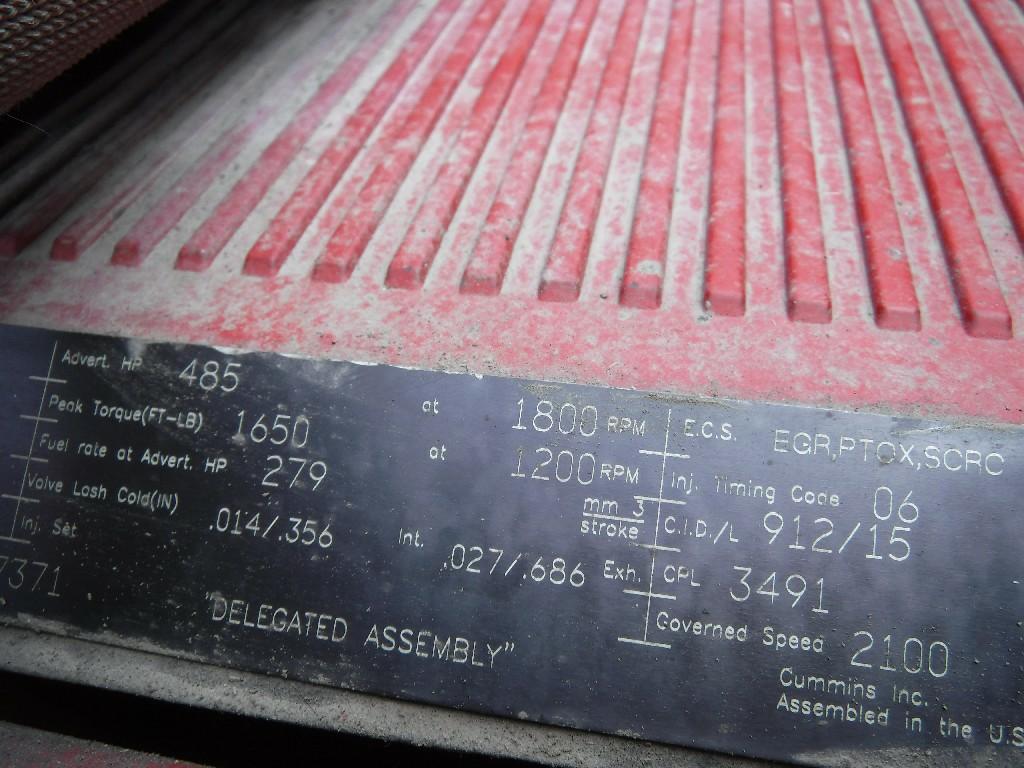 Advert. HP 485 at 1800 RPM
Peak Torque(FT-LB) 1650 at 1200 RPM
Fuel rate at Advert. HP 279 mm 3
stroke
Valve Lash Cold(IN) .014/.356 Int. .027/.686 Exh.
Inj. Set
7371
"DELEGATED ASSEMBLY"
E.C.S. EGR,PTOX,SCRC
Inj. Timing Code 06
C.I.D./L 912/15
CPL 3491
Governed Speed 2100
Cummins Inc.
Assembled in the U.S